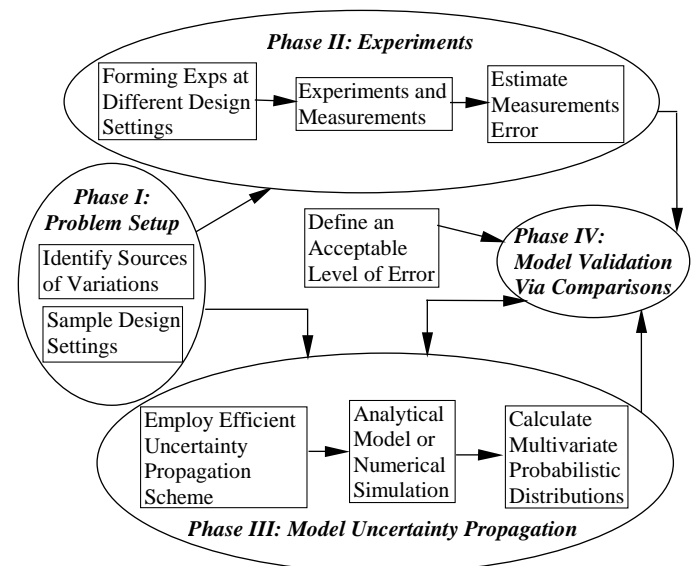 Phase II: Experiments
Forming Exps at
Different Design
Settings
Experiments and
Measurements
Estimate
Measurements
Error
Phase I:
Problem Setup
Identify Sources
of Variations
Sample Design
Settings
Define an
Acceptable
Level of Error
Phase IV:
Model Validation
Via Comparisons
Employ Efficient
Uncertainty
Propagation
Scheme
Analytical
Model or
Numerical
Simulation
Calculate
Multivariate
Probabilistic
Distributions
Phase III: Model Uncertainty Propagation